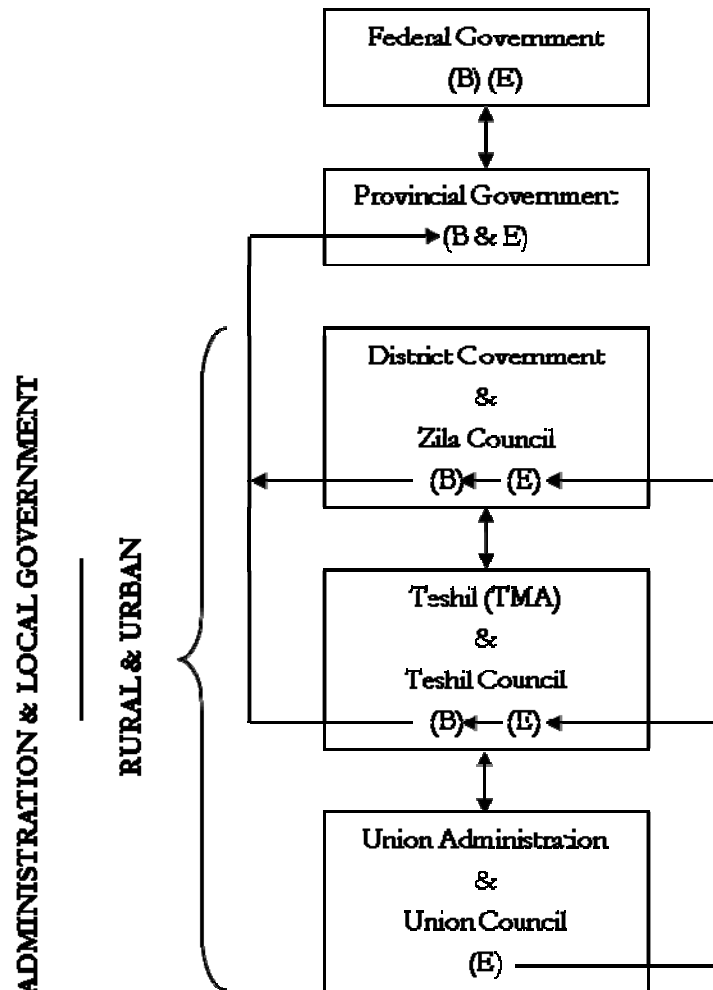 Federal Government
(B) (E)
Provincial Government
(B & E)
District Government
&
Zila Council
(B) (E)
Teshil (TMA)
&
Teshil Council
(B) (E)
Union Administration
&
Union Council
(E)
ADMINISTRATION & LOCAL GOVERNMENT
RURAL & URBAN